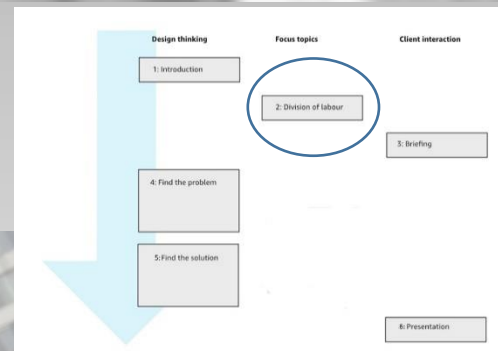 Design thinking Focus topics Client interaction
1: Introduction
2: Division of labour
3: Briefing
4: Find the problem
5:Find the solution
6: Presentation